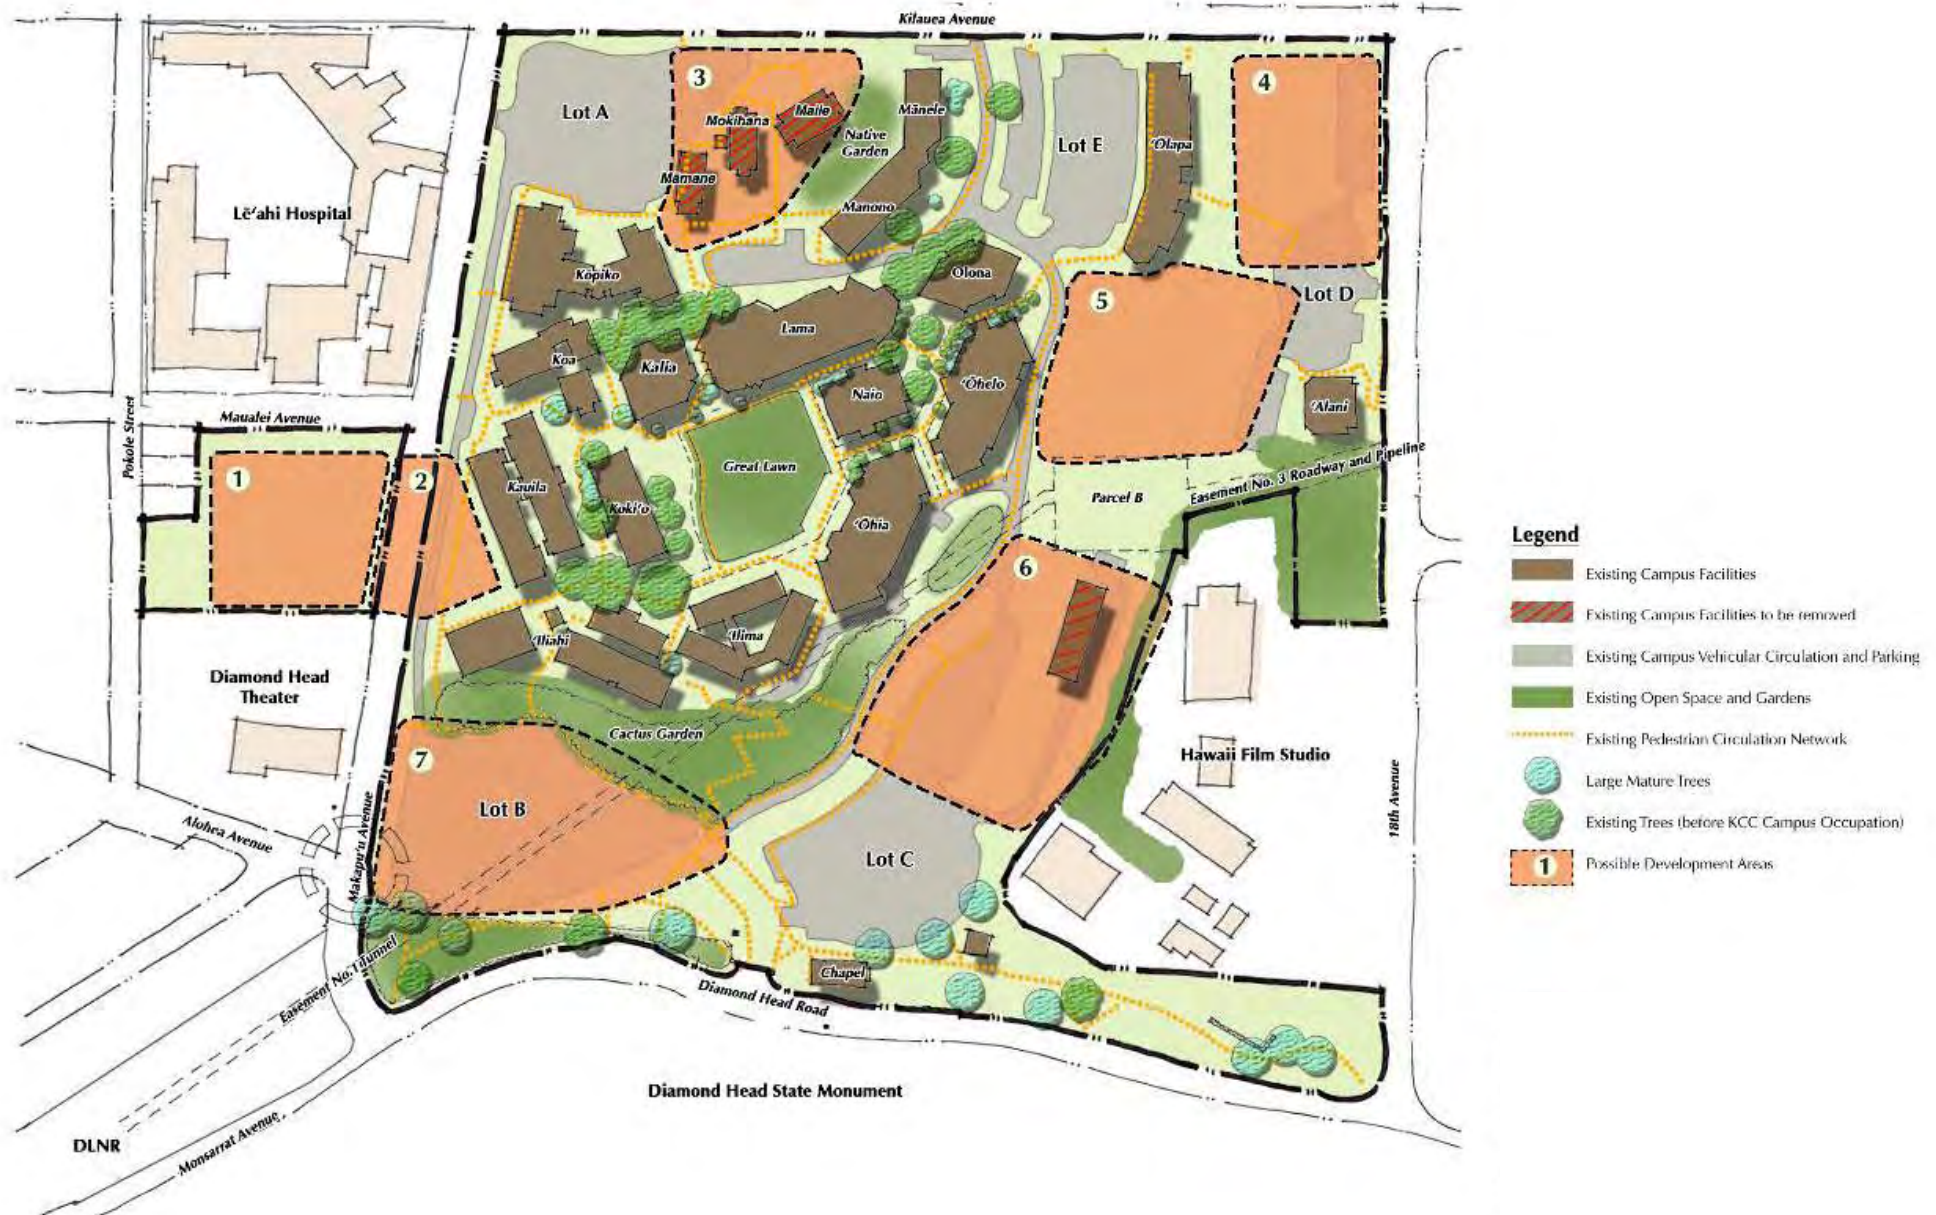 Kilauea Avenue
3
4
Lot A
Mokihana
Maile
Mānele
Native
Garden
Lot E
'Ōlapa
Mamane
Manono
Lē'ahi Hospital
Kōpiko
Olona
5
Lot D
Lama
Koa
Kalia
Naio
'Ōhelo
'Alani
Pokole Street
Maualei Avenue
1
2
Great Lawn
Kauila
Koki'o
'Ōhia
Parcel B
Easement No. 3 Roadway and Pipeline
6
'Iliahi
'Ilima
Diamond Head
Theater
Cactus Garden
7
Lot B
Hawaii Film Studio
18th Avenue
Alohea Avenue
Makapu'u Avenue
Lot C
Easement No.1 Tunnel
Chapel
Diamond Head Road
Diamond Head State Monument
DLNR
Monsarrat Avenue
Legend
Existing Campus Facilities
Existing Campus Facilities to be removed
Existing Campus Vehicular Circulation and Parking
Existing Open Space and Gardens
Existing Pedestrian Circulation Network
Large Mature Trees
Existing Trees (before KCC Campus Occupation)
1
Possible Development Areas